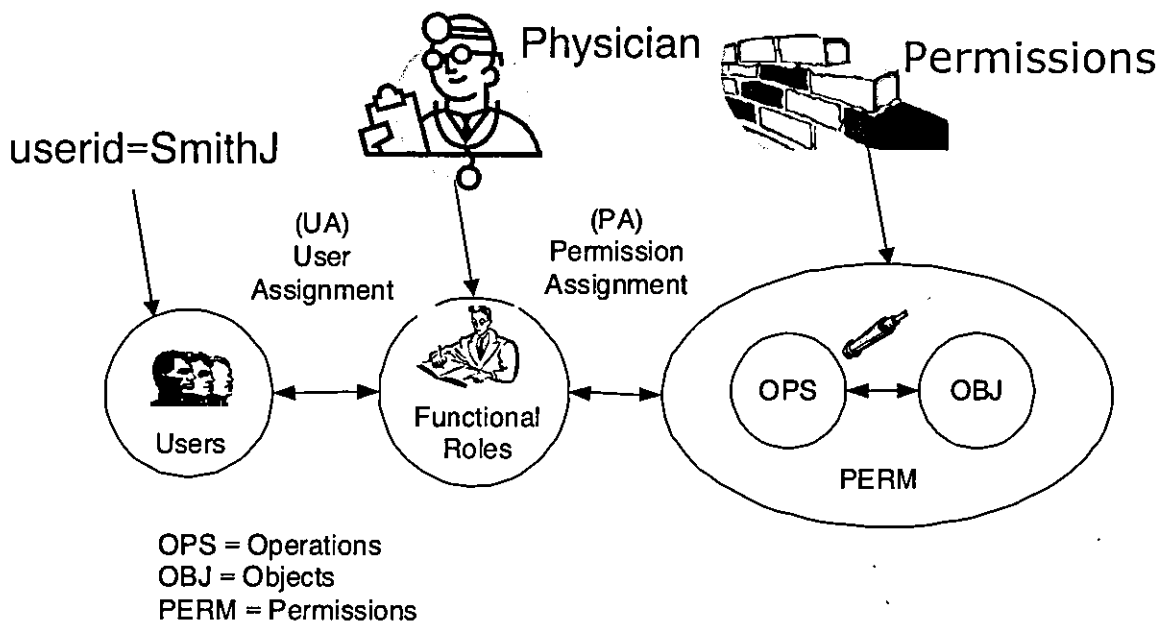 Physician
Permissions
userid=SmithJ
(UA)
User
Assignment
(PA)
Permission
Assignment
Users
Functional
Roles
OPS
OBJ
PERM
OPS = Operations
OBJ = Objects
PERM = Permissions